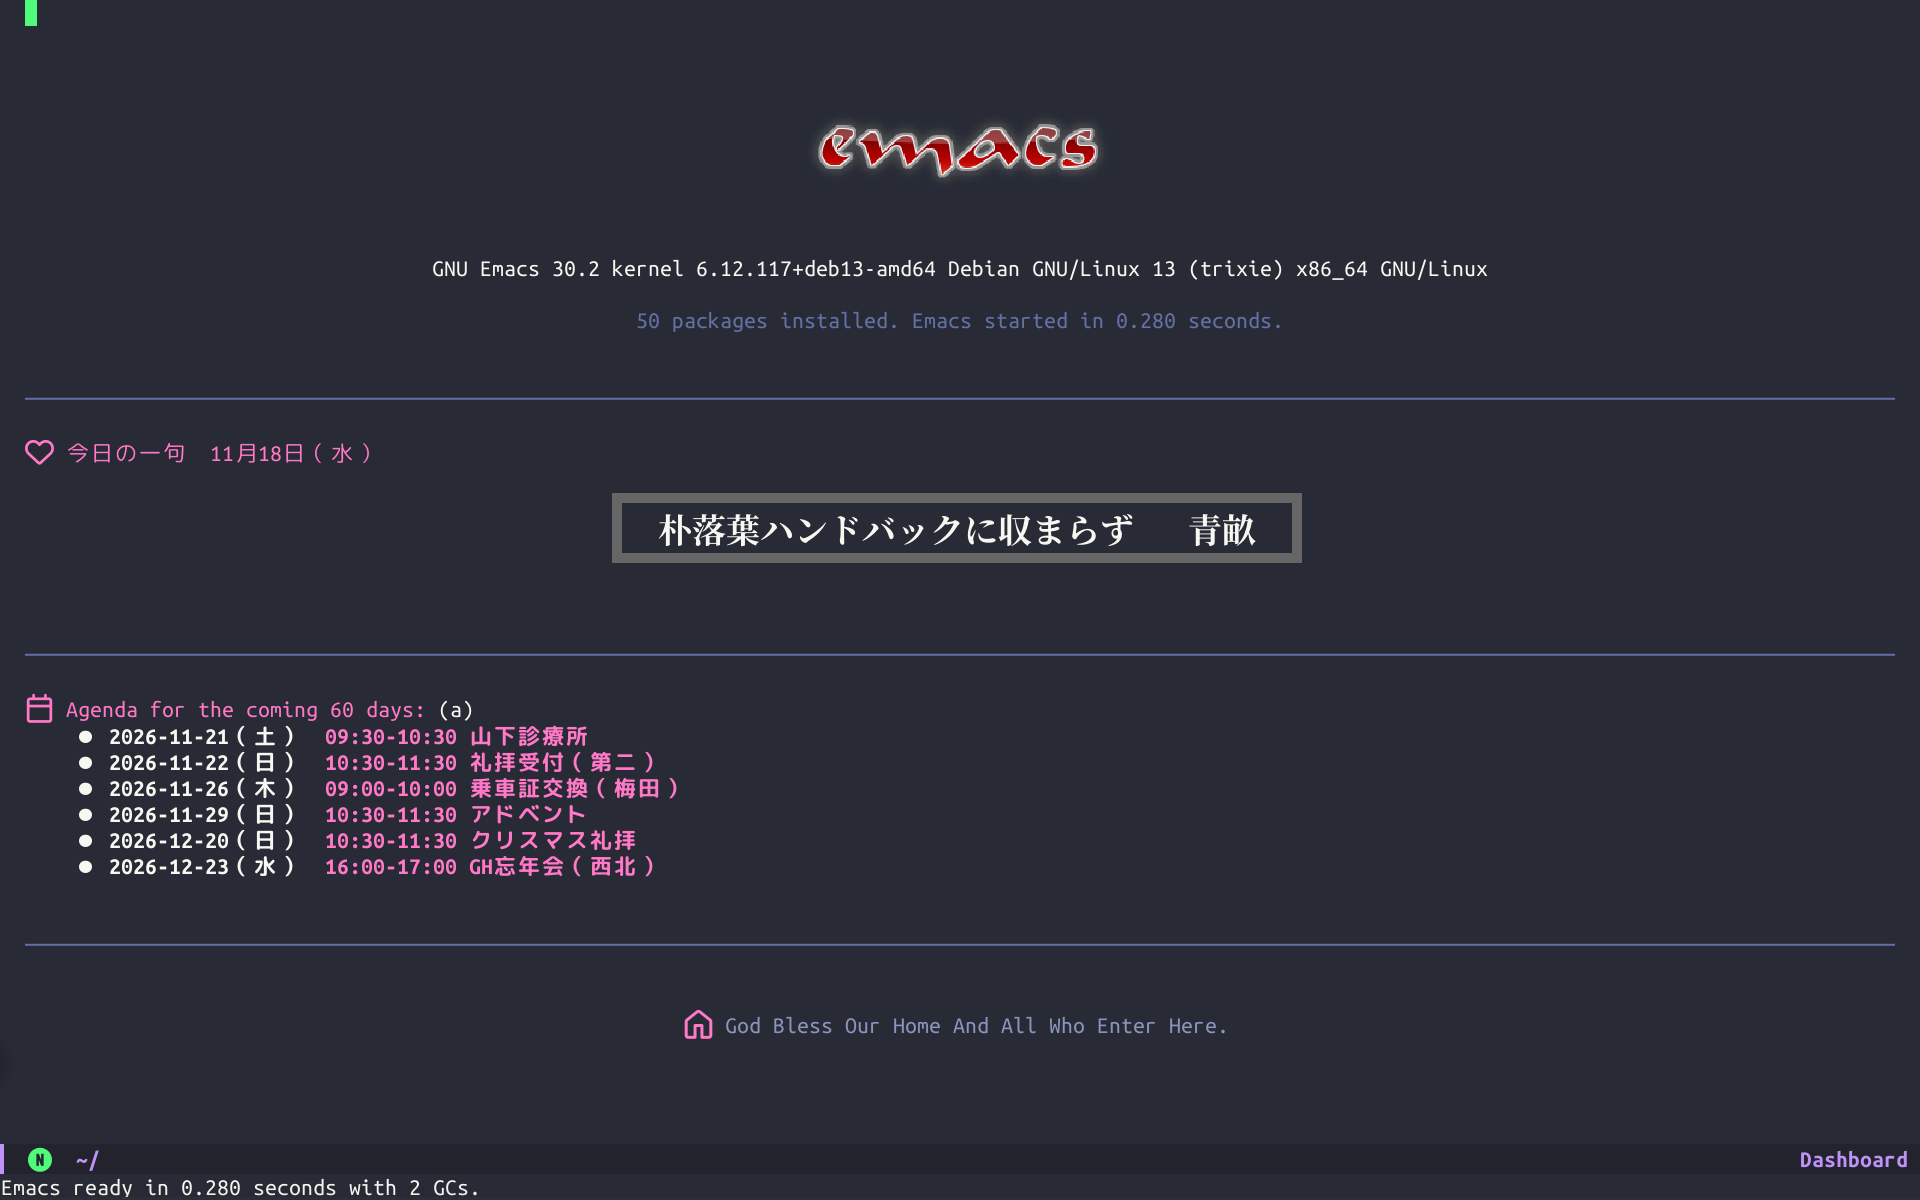 emacs
GNU Emacs 30.2 kernel 6.12.117+deb13-amd64 Debian GNU/Linux 13 (trixie) x86_64 GNU/Linux
50 packages installed. Emacs started in 0.280 seconds.
今日の一句　11月18日（水）
朴落葉ハンドバックに収まらず　青畝
Agenda for the coming 60 days: (a)
● 2026-11-21（土） 09:30-10:30 山下診療所
● 2026-11-22（日） 10:30-11:30 礼拝受付（第二）
● 2026-11-26（木） 09:00-10:00 乗車証交換（梅田）
● 2026-11-29（日） 10:30-11:30 アドベント
● 2026-12-20（日） 10:30-11:30 クリスマス礼拝
● 2026-12-23（水） 16:00-17:00 GH忘年会（西北）
God Bless Our Home And All Who Enter Here.
N ~/ Dashboard
Emacs ready in 0.280 seconds with 2 GCs.